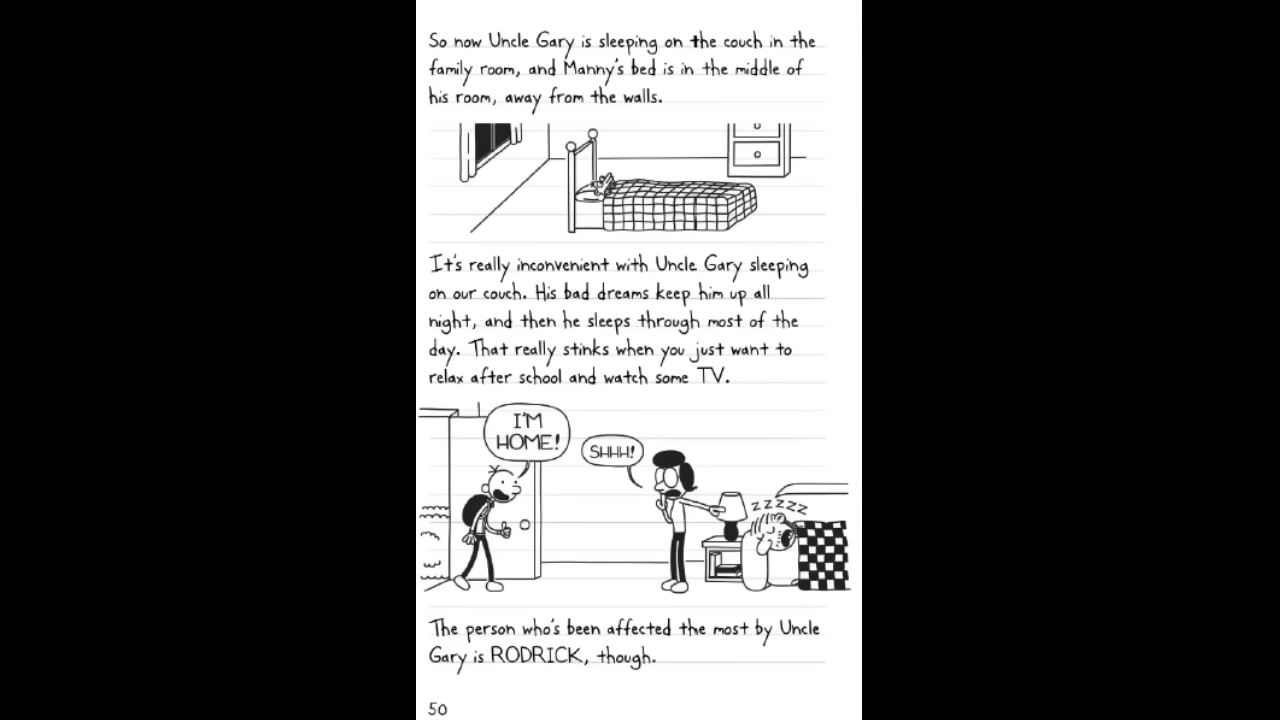 So now Uncle Gary is sleeping on the couch in the
family room, and Manny's bed is in the middle of
his room, away from the walls.
It's really inconvenient with Uncle Gary sleeping
on our couch. His bad dreams keep him up all
night, and then he sleeps through most of the
day. That really stinks when you just want to
relax after school and watch some TV.
I'M
HOME!
SHHH!
ZZZZZ
The person who's been affected the most by Uncle
Gary is RODRICK, though.
50